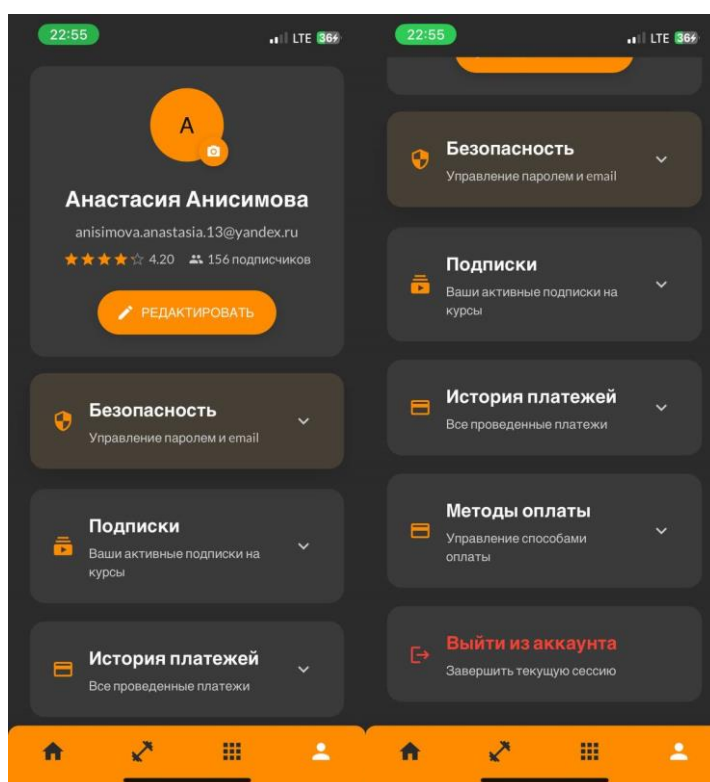 22:55
LTE 36
A
Анастасия Анисимова
anisimova.anastasia.13@yandex.ru
4.20 156 подписчиков
РЕДАКТИРОВАТЬ
Безопасность
Управление паролем и email
Подписки
Ваши активные подписки на
курсы
История платежей
Все проведенные платежи
22:55
LTE 36
Безопасность
Управление паролем и email
Подписки
Ваши активные подписки на
курсы
История платежей
Все проведенные платежи
Методы оплаты
Управление способами
оплаты
Выйти из аккаунта
Завершить текущую сессию